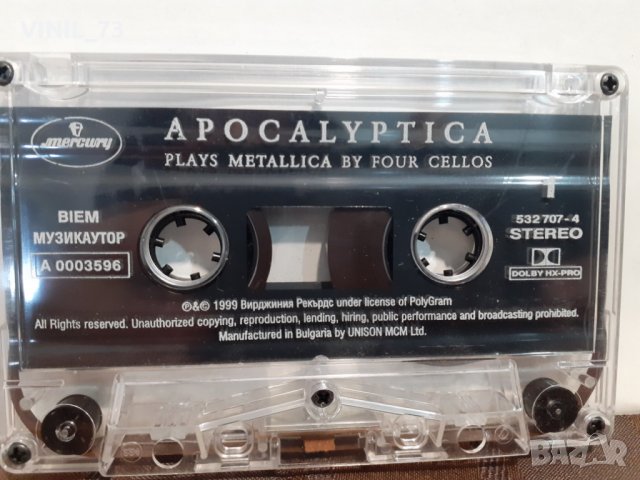 VINIL_73
mercury
APOCALYPTICA
PLAYS METALLICA BY FOUR CELLOS
1
BIEM
МУЗИКАУТОР
A 0003596
532 707-4
STEREO
DOLBY HX-PRO
℗&© 1999 Вирджиния Рекърдс under license of PolyGram
All Rights reserved. Unauthorized copying, reproduction, lending, hiring, public performance and broadcasting prohibited.
Manufactured in Bulgaria by UNISON MCM Ltd.
BAZAR